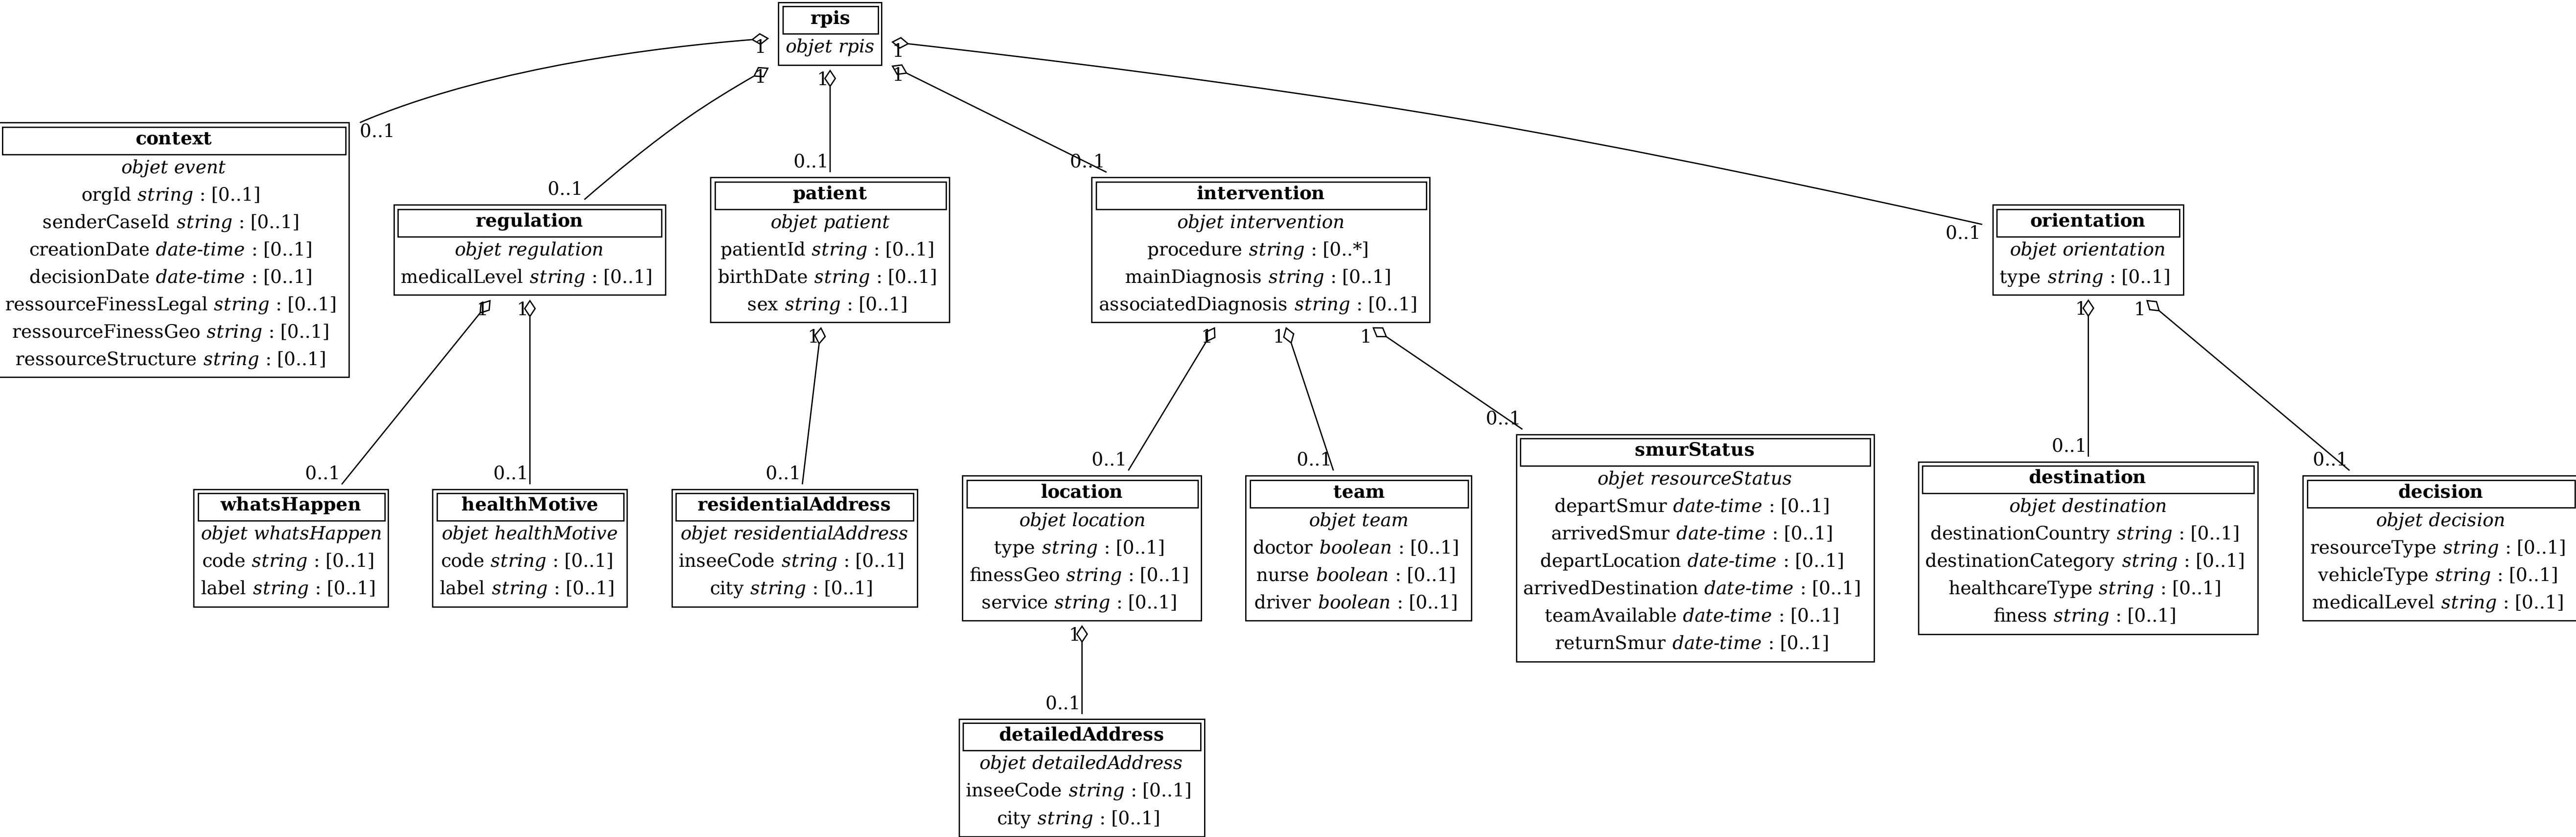 rpis
objet rpis
1
1
1
1
1
0..1
0..1
0..1
0..1
0..1
context
objet event
orgId string : [0..1]
senderCaseId string : [0..1]
creationDate date-time : [0..1]
decisionDate date-time : [0..1]
ressourceFinessLegal string : [0..1]
ressourceFinessGeo string : [0..1]
ressourceStructure string : [0..1]
regulation
objet regulation
medicalLevel string : [0..1]
1
1
patient
objet patient
patientId string : [0..1]
birthDate string : [0..1]
sex string : [0..1]
1
intervention
objet intervention
procedure string : [0..*]
mainDiagnosis string : [0..1]
associatedDiagnosis string : [0..1]
1
1
1
orientation
objet orientation
type string : [0..1]
1
1
0..1
0..1
0..1
0..1
0..1
0..1
0..1
0..1
whatsHappen
objet whatsHappen
code string : [0..1]
label string : [0..1]
healthMotive
objet healthMotive
code string : [0..1]
label string : [0..1]
residentialAddress
objet residentialAddress
inseeCode string : [0..1]
city string : [0..1]
location
objet location
type string : [0..1]
finessGeo string : [0..1]
service string : [0..1]
1
team
objet team
doctor boolean : [0..1]
nurse boolean : [0..1]
driver boolean : [0..1]
smurStatus
objet resourceStatus
departSmur date-time : [0..1]
arrivedSmur date-time : [0..1]
departLocation date-time : [0..1]
arrivedDestination date-time : [0..1]
teamAvailable date-time : [0..1]
returnSmur date-time : [0..1]
destination
objet destination
destinationCountry string : [0..1]
destinationCategory string : [0..1]
healthcareType string : [0..1]
finess string : [0..1]
decision
objet decision
resourceType string : [0..1]
vehicleType string : [0..1]
medicalLevel string : [0..1]
0..1
detailedAddress
objet detailedAddress
inseeCode string : [0..1]
city string : [0..1]